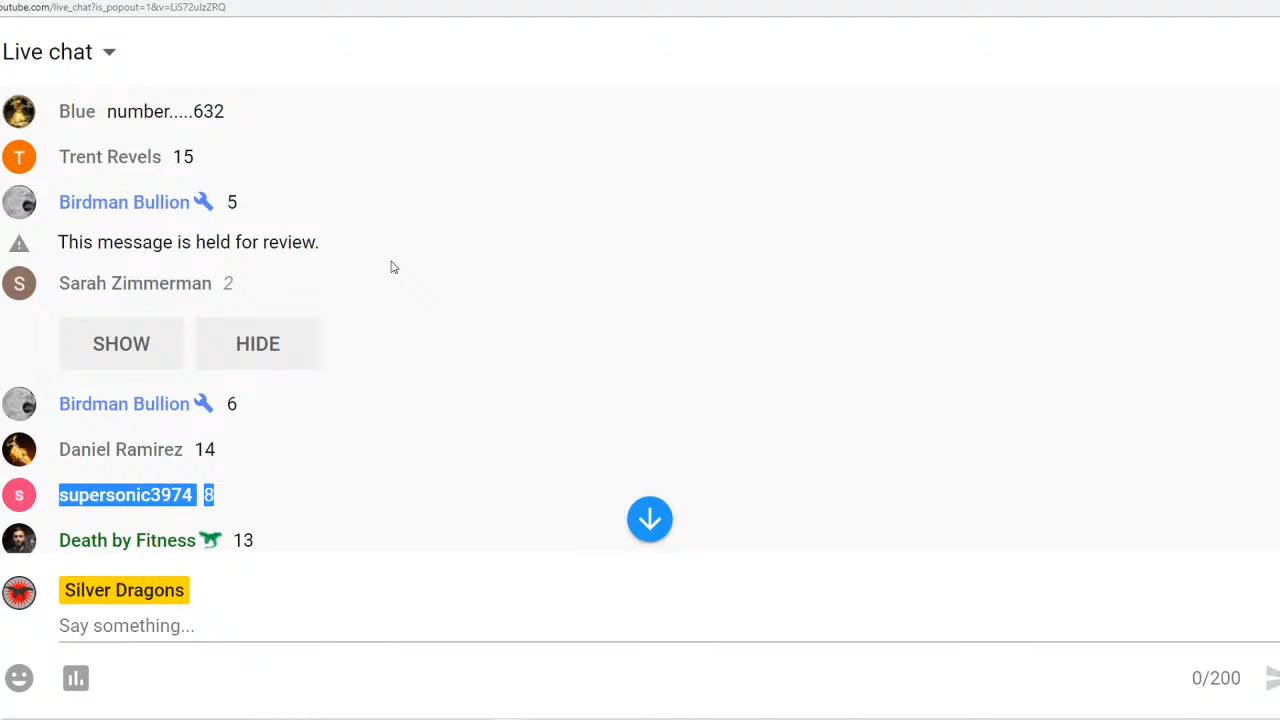 outube.com/live_chat?is_popout=1&v=LiS72uIzZRQ
Live chat
Blue number.....632
T Trent Revels 15
Birdman Bullion 5
This message is held for review.
S Sarah Zimmerman 2
SHOW HIDE
Birdman Bullion 6
Daniel Ramirez 14
s supersonic3974 8
Death by Fitness 13
Silver Dragons
Say something...
0/200